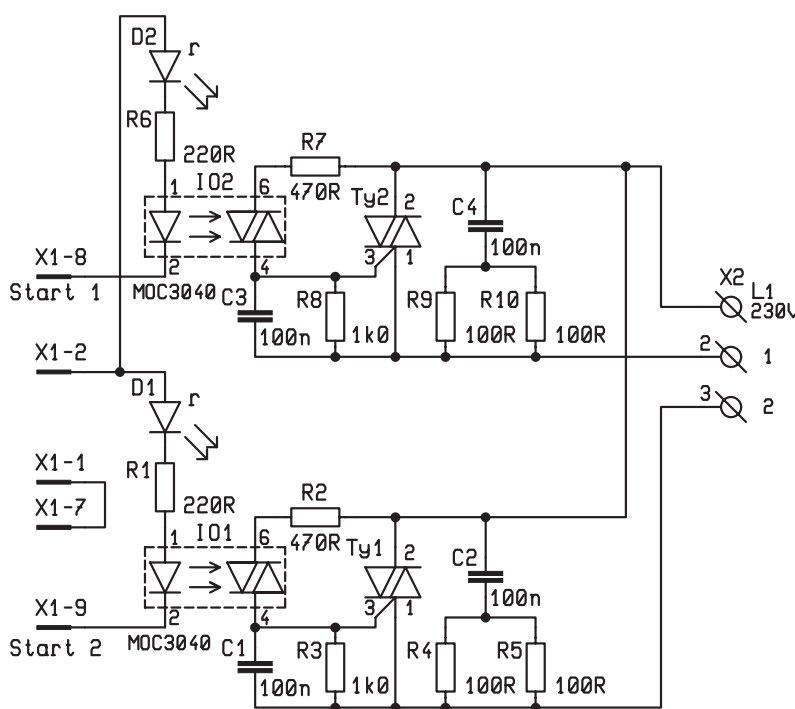 D2 r
R6
220R
1 IO2 6
R7
470R
Ty2 2
3 1
C4
100n
X1-8
Start 1
2
MOC3040
4
C3
100n
R8
1k0
R9
100R
R10
100R
X2
L1
230V
2 1
3 2
X1-2
D1 r
X1-1
X1-7
R1
220R
1 IO1 6
R2
470R
Ty1 2
3 1
C2
100n
X1-9
Start 2
2
MOC3040
4
C1
100n
R3
1k0
R4
100R
R5
100R